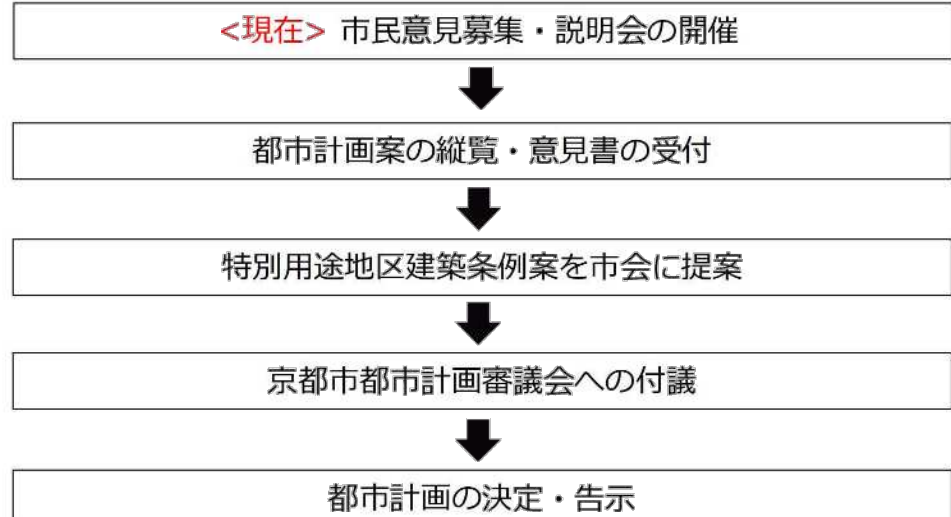 <現在> 市民意見募集・説明会の開催
都市計画案の縦覧・意見書の受付
特別用途地区建築条例案を市会に提案
京都市都市計画審議会への付議
都市計画の決定・告示